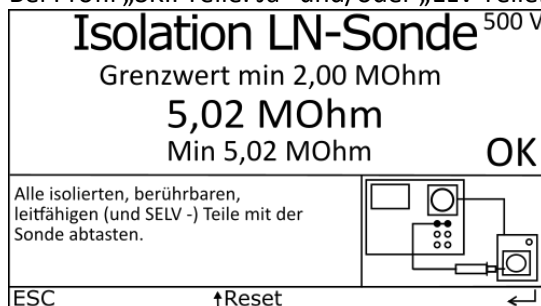 Isolation LN-Sonde 500 V
Grenzwert min 2,00 MOhm
5,02 MOhm
Min 5,02 MOhm OK
Alle isolierten, berührbaren,
leitfähigen (und SELV -) Teile mit der
Sonde abtasten.
ESC ↑Reset ↵